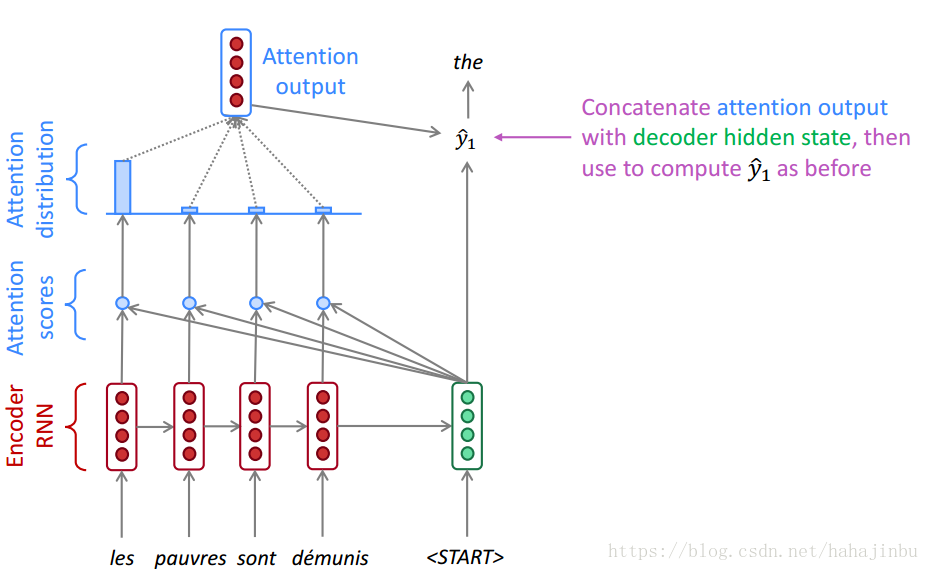 Attention
output
the
ŷ₁
Concatenate attention output
with decoder hidden state, then
use to compute ŷ₁ as before
Attention
distribution
Attention
scores
Encoder
RNN
les pauvres sont démunis <START>
https://blog.csdn.net/hahajinbu